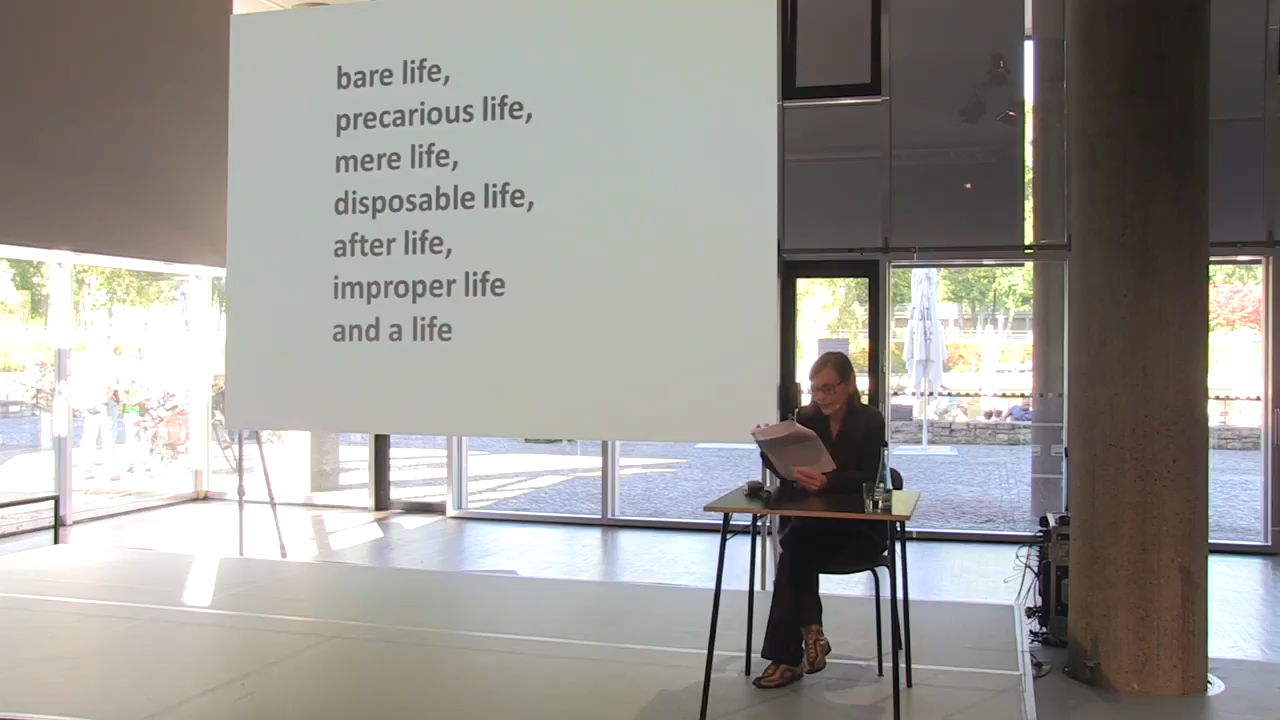 bare life,
precarious life,
mere life,
disposable life,
after life,
improper life
and a life